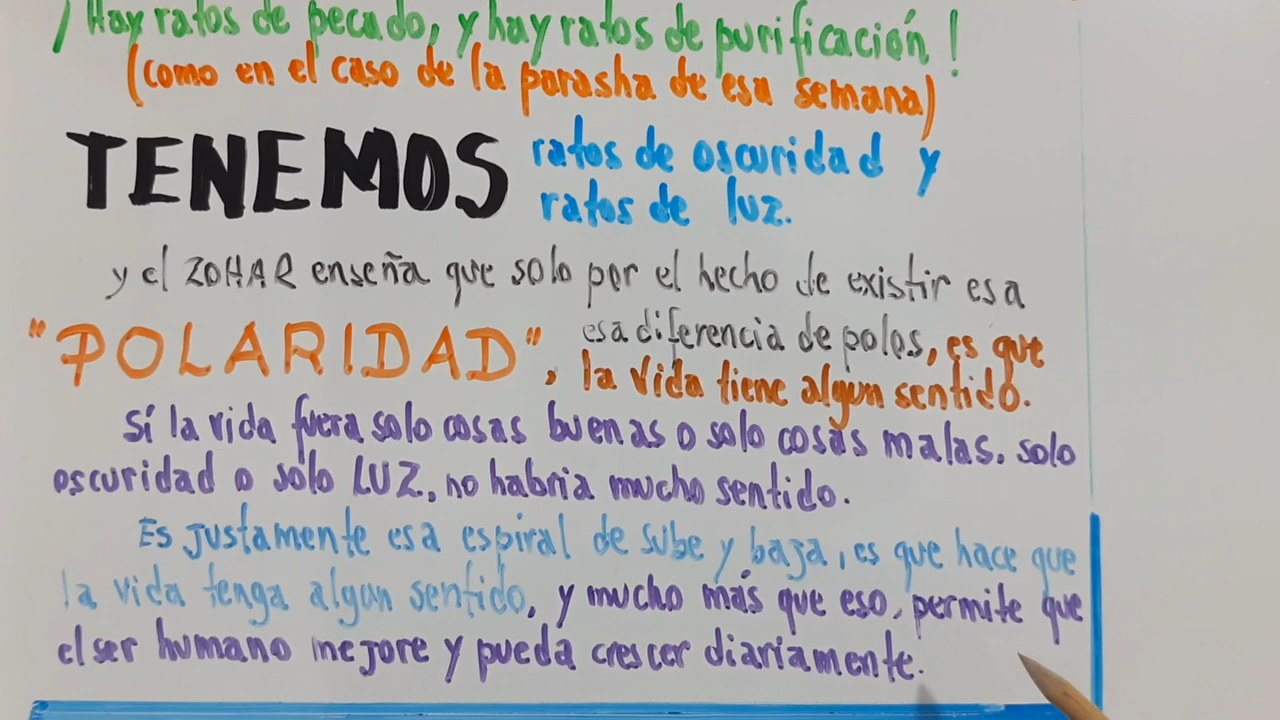 ¡Hay ratos de pecado, y hay ratos de purificación!
(como en el caso de la parasha de esa semana)
TENEMOS ratos de oscuridad y
ratos de luz.
y el ZOHAR enseña que solo por el hecho de existir esa
"POLARIDAD", esa diferencia de polos, es que
la vida tiene algun sentido.
Sí la vida fuera solo cosas buenas o solo cosas malas. solo
oscuridad o solo LUZ, no habria mucho sentido.
Es justamente esa espiral de sube y baja, es que hace que
la vida tenga algun sentido, y mucho más que eso, permite que
el ser humano mejore y pueda crescer diariamente.